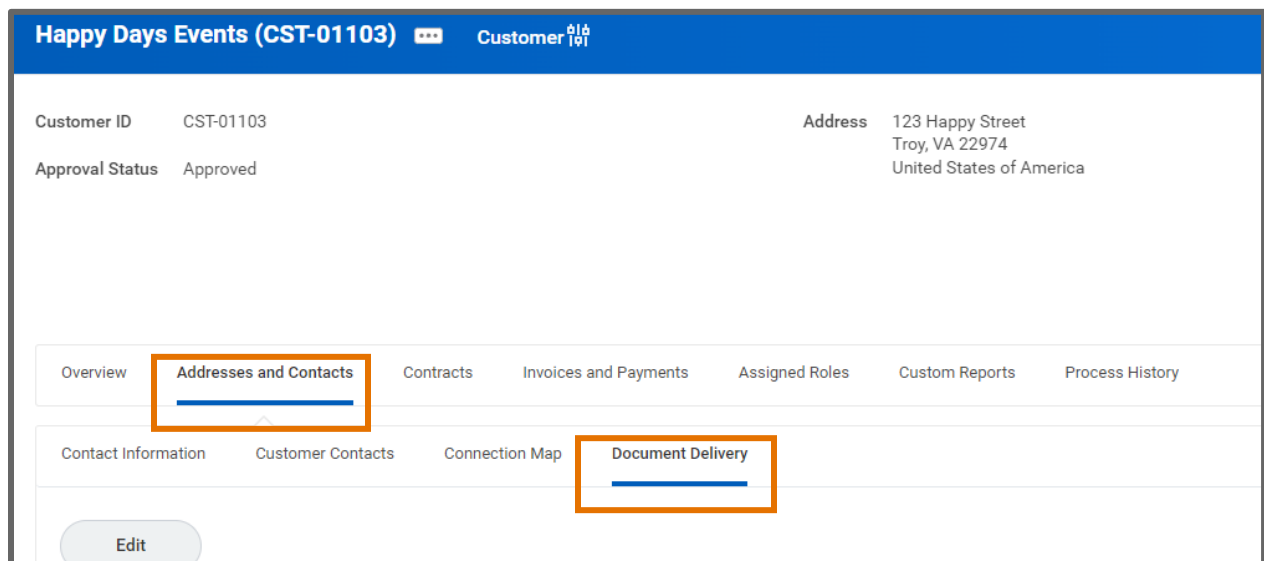 Happy Days Events (CST-01103) Customer
Customer ID CST-01103 Address 123 Happy Street
Troy, VA 22974
Approval Status Approved United States of America
Overview Addresses and Contacts Contracts Invoices and Payments Assigned Roles Custom Reports Process History
Contact Information Customer Contacts Connection Map Document Delivery
Edit